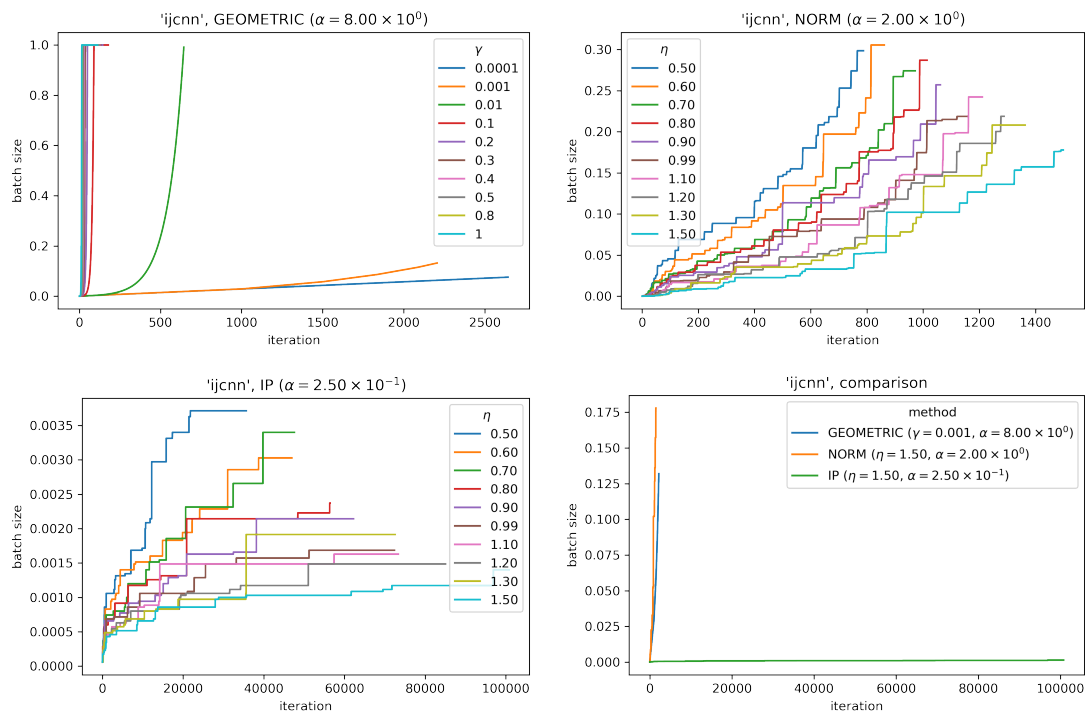 'ijcnn', GEOMETRIC (α = 8.00 × 10⁰)
batch size
1.0
0.8
0.6
0.4
0.2
0.0
0 500 1000 1500 2000 2500
iteration
γ
0.0001
0.001
0.01
0.1
0.2
0.3
0.4
0.5
0.8
1
'ijcnn', NORM (α = 2.00 × 10⁰)
batch size
0.30
0.25
0.20
0.15
0.10
0.05
0.00
0 200 400 600 800 1000 1200 1400
iteration
η
0.50
0.60
0.70
0.80
0.90
0.99
1.10
1.20
1.30
1.50
'ijcnn', IP (α = 2.50 × 10⁻¹)
batch size
0.0035
0.0030
0.0025
0.0020
0.0015
0.0010
0.0005
0.0000
0 20000 40000 60000 80000 100000
iteration
η
0.50
0.60
0.70
0.80
0.90
0.99
1.10
1.20
1.30
1.50
'ijcnn', comparison
batch size
0.175
0.150
0.125
0.100
0.075
0.050
0.025
0.000
0 20000 40000 60000 80000 100000
iteration
method
GEOMETRIC (γ = 0.001, α = 8.00 × 10⁰)
NORM (η = 1.50, α = 2.00 × 10⁰)
IP (η = 1.50, α = 2.50 × 10⁻¹)